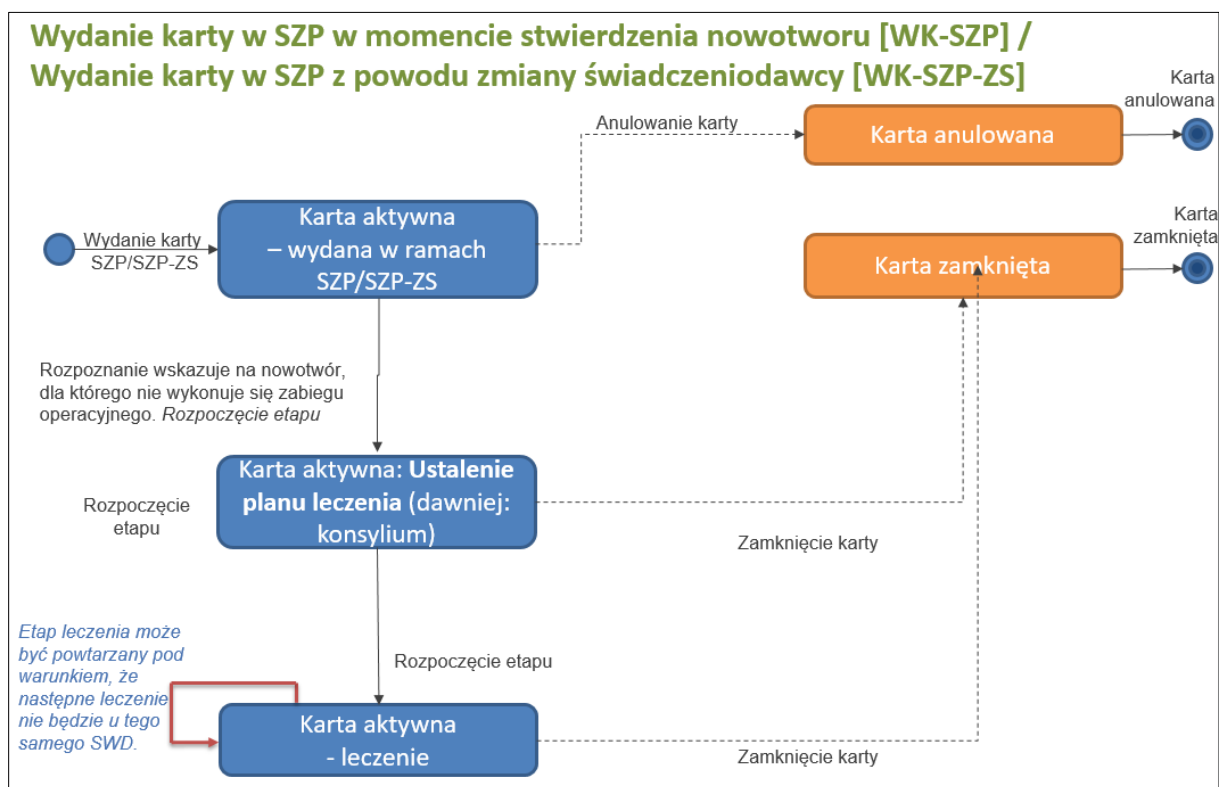 Wydanie karty w SZP w momencie stwierdzenia nowotworu [WK-SZP] /
Wydanie karty w SZP z powodu zmiany świadczeniodawcy [WK-SZP-ZS]
Karta
anulowana
Anulowanie karty
Karta anulowana
Karta aktywna
– wydana w ramach
SZP/SZP-ZS
Wydanie karty
SZP/SZP-ZS
Karta
zamknięta
Karta zamknięta
Rozpoznanie wskazuje na nowotwór,
dla którego nie wykonuje się zabiegu
operacyjnego. Rozpoczęcie etapu
Karta aktywna: Ustalenie
planu leczenia (dawniej:
konsylium)
Rozpoczęcie
etapu
Zamknięcie karty
Etap leczenia może
być powtarzany pod
warunkiem, że
następne leczenie
nie będzie u tego
samego SWD.
Rozpoczęcie etapu
Karta aktywna
- leczenie
Zamknięcie karty